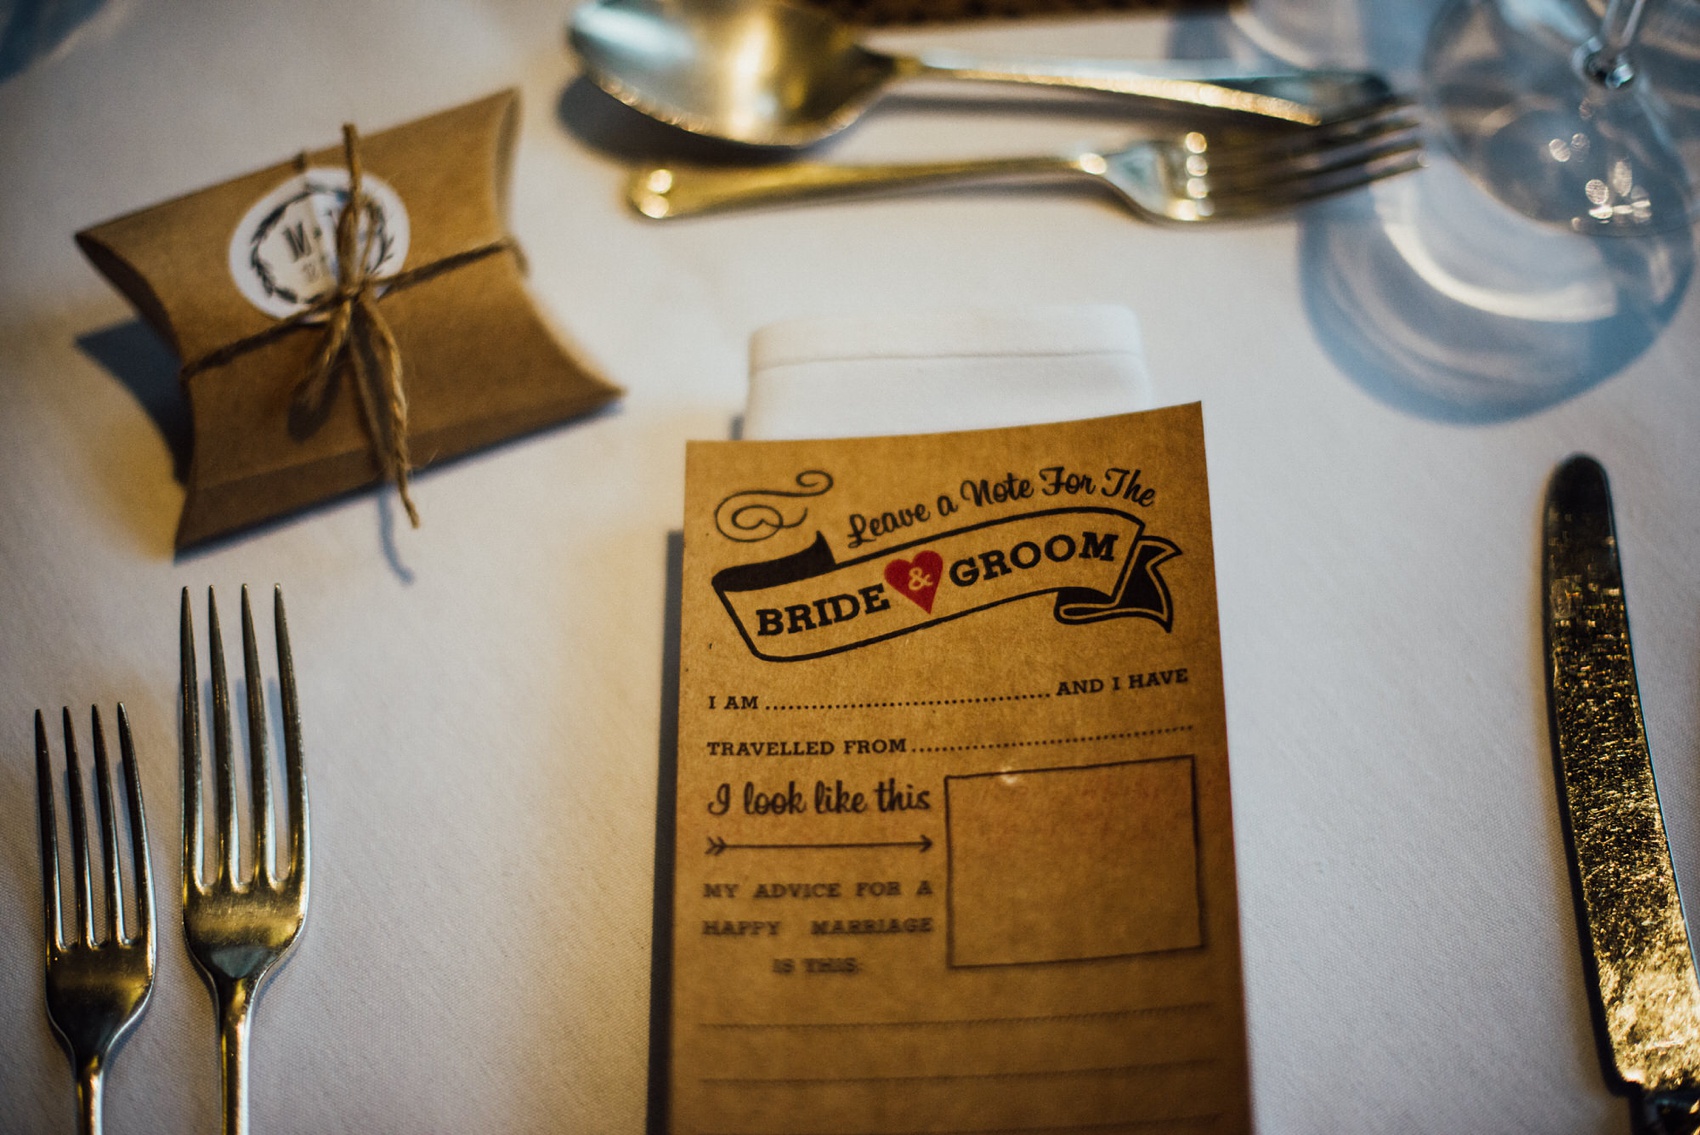 Leave a Note For The
BRIDE & GROOM
I AM ........................................ AND I HAVE
TRAVELLED FROM ........................................
I look like this
MY ADVICE FOR A
HAPPY MARRIAGE
IS THIS